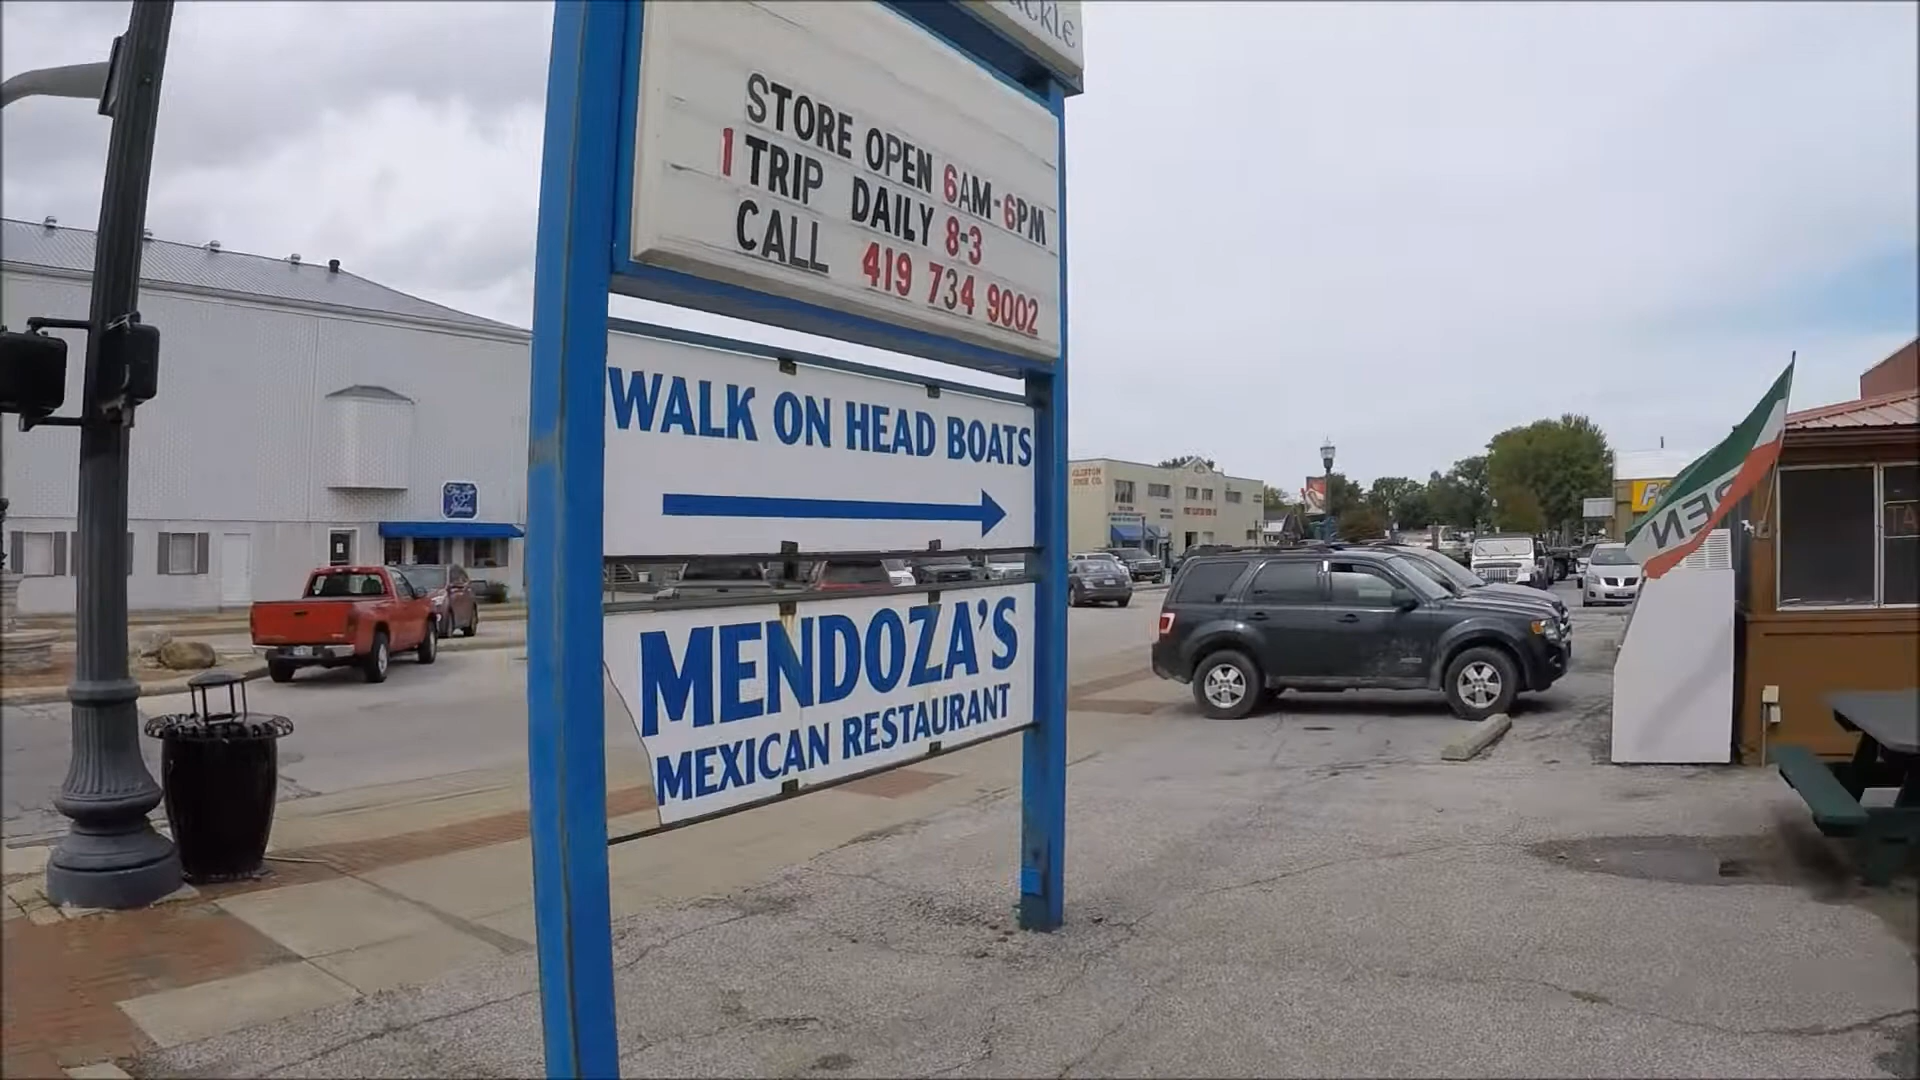 STORE OPEN 6AM-6PM
1 TRIP DAILY 8-3
CALL 419 734 9002
WALK ON HEAD BOATS
MENDOZA'S
MEXICAN RESTAURANT